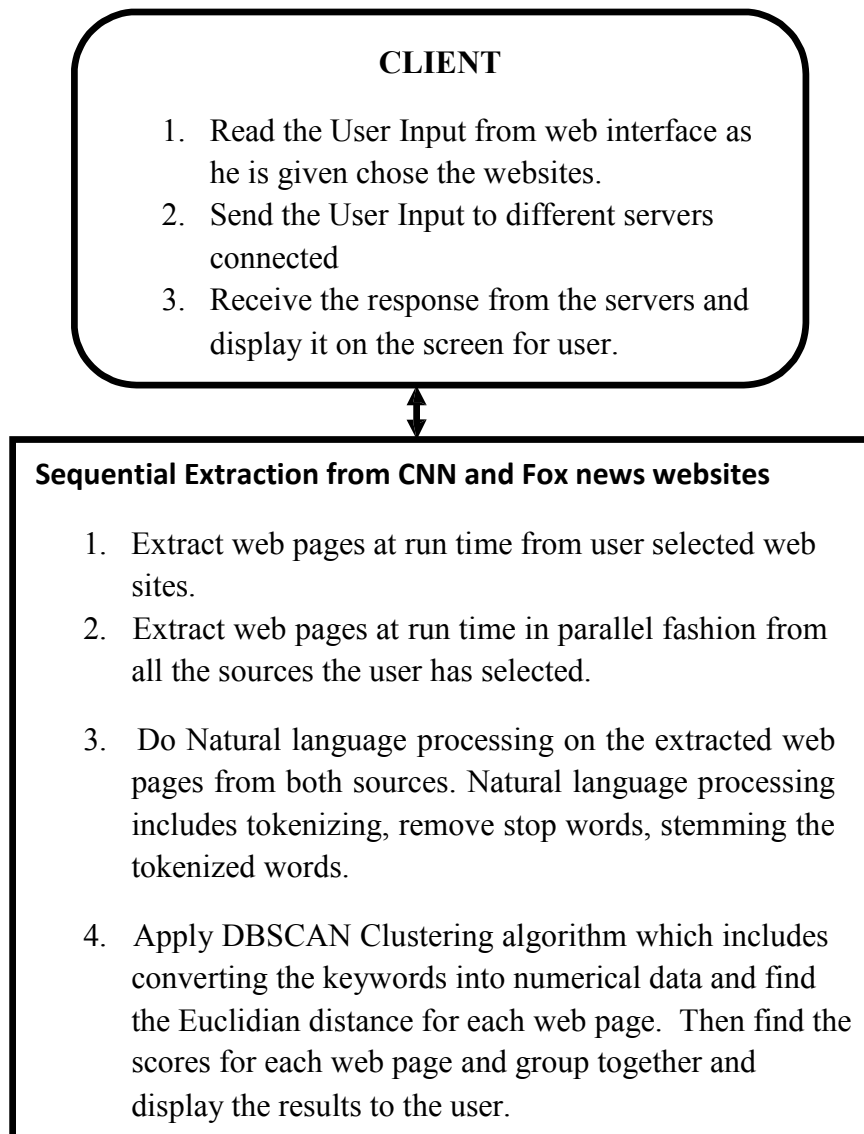 CLIENT
1. Read the User Input from web interface as
he is given chose the websites.
2. Send the User Input to different servers
connected
3. Receive the response from the servers and
display it on the screen for user.
Sequential Extraction from CNN and Fox news websites
1. Extract web pages at run time from user selected web
sites.
2. Extract web pages at run time in parallel fashion from
all the sources the user has selected.
3. Do Natural language processing on the extracted web
pages from both sources. Natural language processing
includes tokenizing, remove stop words, stemming the
tokenized words.
4. Apply DBSCAN Clustering algorithm which includes
converting the keywords into numerical data and find
the Euclidian distance for each web page. Then find the
scores for each web page and group together and
display the results to the user.